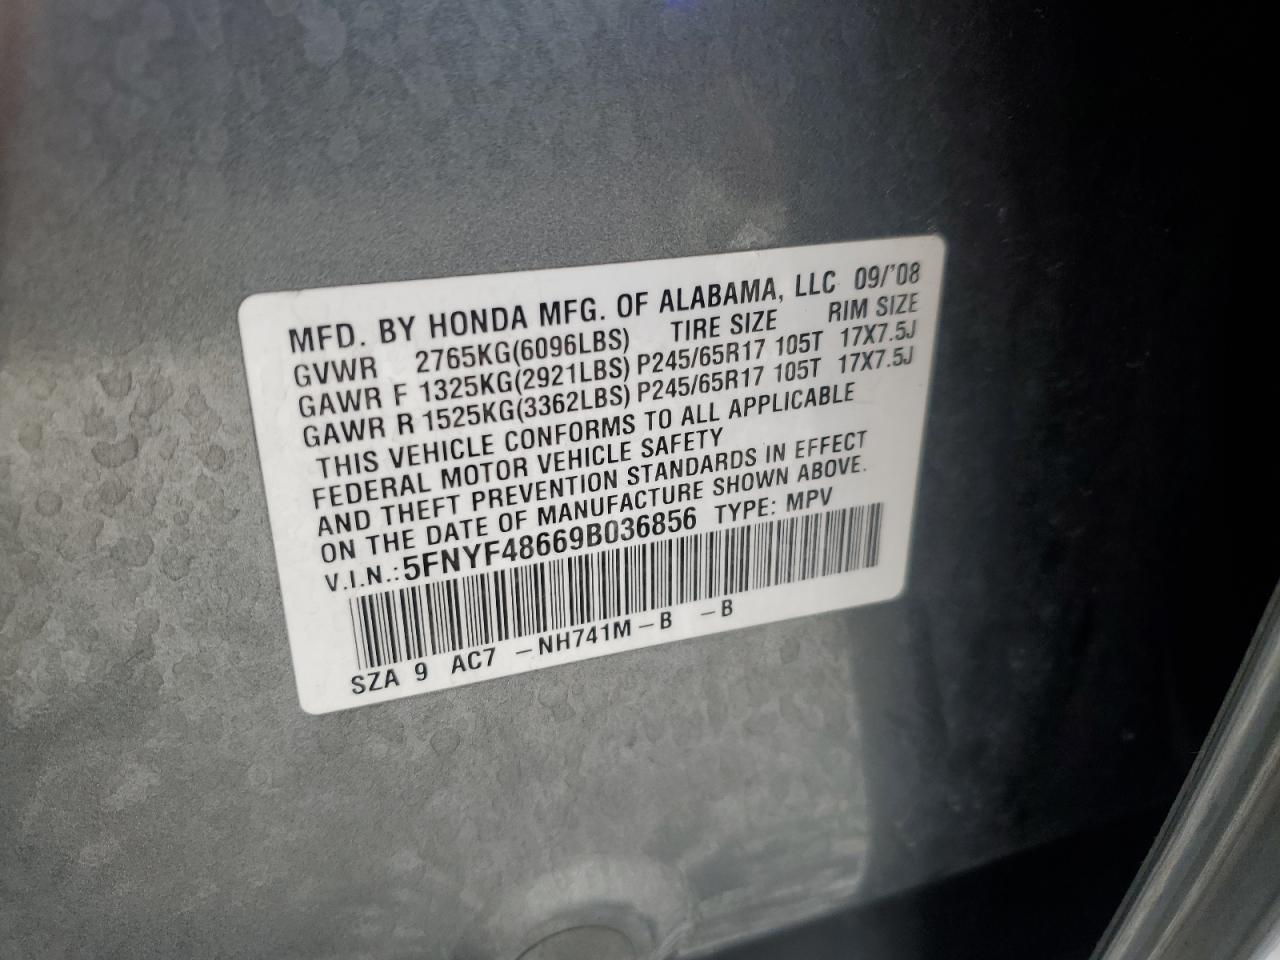 MFD. BY HONDA MFG. OF ALABAMA, LLC 09/'08
GVWR 2765KG(6096LBS) TIRE SIZE RIM SIZE
GAWR F 1325KG(2921LBS) P245/65R17 105T 17X7.5J
GAWR R 1525KG(3362LBS) P245/65R17 105T 17X7.5J
THIS VEHICLE CONFORMS TO ALL APPLICABLE
FEDERAL MOTOR VEHICLE SAFETY
AND THEFT PREVENTION STANDARDS IN EFFECT
ON THE DATE OF MANUFACTURE SHOWN ABOVE.
V.I.N.: 5FNYF48669B036856 TYPE: MPV
SZA 9 AC7 -NH741M-B -B